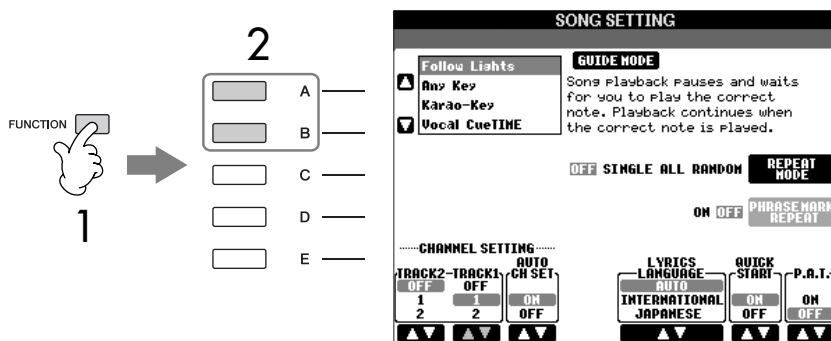 SONG SETTING
2
FUNCTION
1
A
B
C
D
E
Follow Lights
Any Key
Karao-Key
Vocal CueTIME
GUIDE MODE
Song playback pauses and waits
for you to play the correct
note. Playback continues when
the correct note is played.
OFF SINGLE ALL RANDOM
REPEAT
MODE
ON OFF
PHRASE MARK
REPEAT
CHANNEL SETTING
TRACK2
OFF
1
2
TRACK1
OFF
1
2
AUTO
CH SET
ON
OFF
LYRICS
LANGUAGE
AUTO
INTERNATIONAL
JAPANESE
QUICK
START
ON
OFF
P.A.T.
ON
OFF